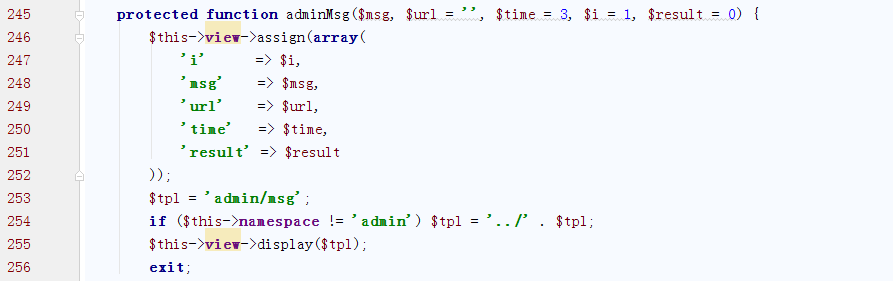 245 protected function adminMsg($msg, $url = '', $time = 3, $i = 1, $result = 0) {
246 $this->view->assign(array(
247 'i' => $i,
248 'msg' => $msg,
249 'url' => $url,
250 'time' => $time,
251 'result' => $result
252 ));
253 $tpl = 'admin/msg';
254 if ($this->namespace != 'admin') $tpl = '../' . $tpl;
255 $this->view->display($tpl);
256 exit;